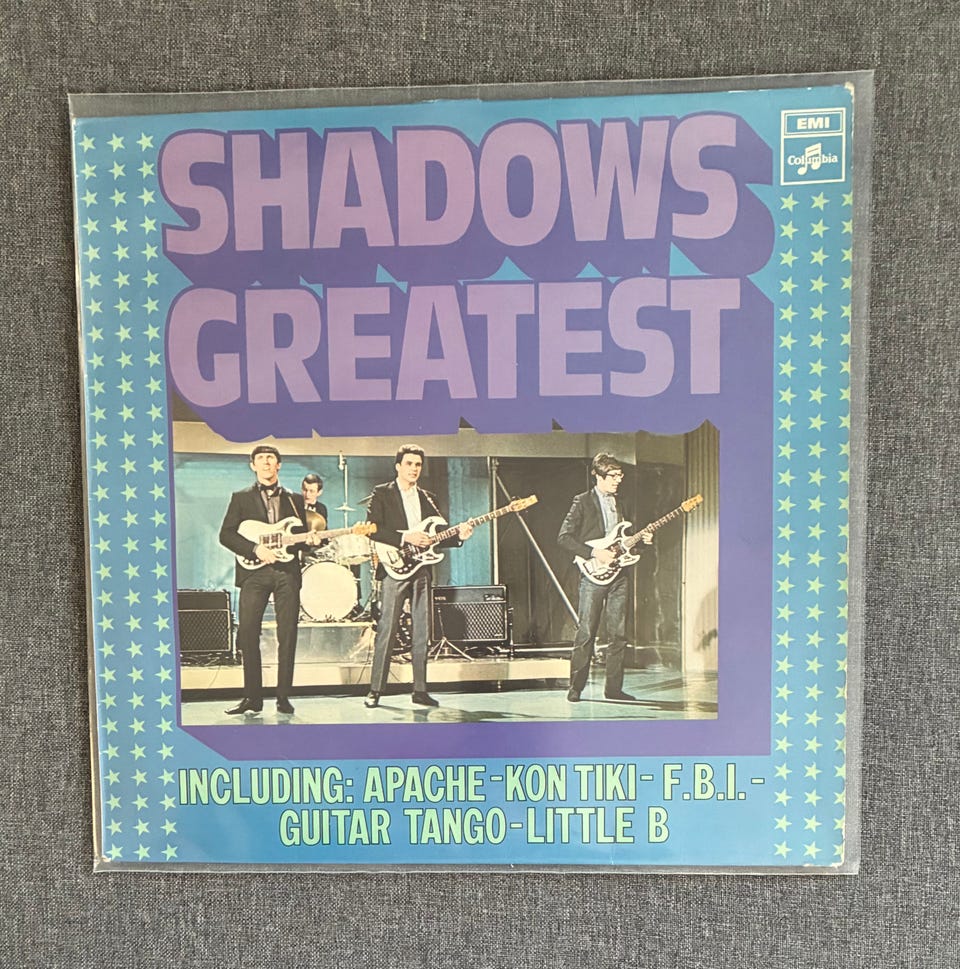 SHADOWS
GREATEST
EMI
Columbia
INCLUDING: APACHE-KON TIKI-F.B.I.-
GUITAR TANGO-LITTLE B